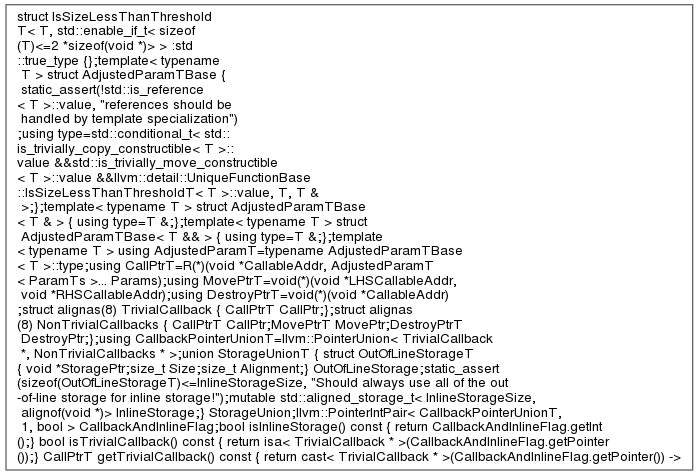 struct IsSizeLessThanThreshold
T< T, std::enable_if_t< sizeof
(T)<=2 *sizeof(void *)> > :std
::true_type {};template< typename
T > struct AdjustedParamTBase {
static_assert(!std::is_reference
< T >::value, "references should be
handled by template specialization")
;using type=std::conditional_t< std::
is_trivially_copy_constructible< T >::
value &&std::is_trivially_move_constructible
< T >::value &&llvm::detail::UniqueFunctionBase
::IsSizeLessThanThresholdT< T >::value, T, T &
>;};template< typename T > struct AdjustedParamTBase
< T & > { using type=T &;};template< typename T > struct
AdjustedParamTBase< T && > { using type=T &;};template
< typename T > using AdjustedParamT=typename AdjustedParamTBase
< T >::type;using CallPtrT=R(*)(void *CallableAddr, AdjustedParamT
< ParamTs >... Params);using MovePtrT=void(*)(void *LHSCallableAddr,
void *RHSCallableAddr);using DestroyPtrT=void(*)(void *CallableAddr)
;struct alignas(8) TrivialCallback { CallPtrT CallPtr;};struct alignas
(8) NonTrivialCallbacks { CallPtrT CallPtr;MovePtrT MovePtr;DestroyPtrT
DestroyPtr;};using CallbackPointerUnionT=llvm::PointerUnion< TrivialCallback
*, NonTrivialCallbacks * >;union StorageUnionT { struct OutOfLineStorageT
{ void *StoragePtr;size_t Size;size_t Alignment;} OutOfLineStorage;static_assert
(sizeof(OutOfLineStorageT)<=InlineStorageSize, "Should always use all of the out
-of-line storage for inline storage!");mutable std::aligned_storage_t< InlineStorageSize,
alignof(void *)> InlineStorage;} StorageUnion;llvm::PointerIntPair< CallbackPointerUnionT,
1, bool > CallbackAndInlineFlag;bool isInlineStorage() const { return CallbackAndInlineFlag.getInt
();} bool isTrivialCallback() const { return isa< TrivialCallback * >(CallbackAndInlineFlag.getPointer
());} CallPtrT getTrivialCallback() const { return cast< TrivialCallback * >(CallbackAndInlineFlag.getPointer()) ->